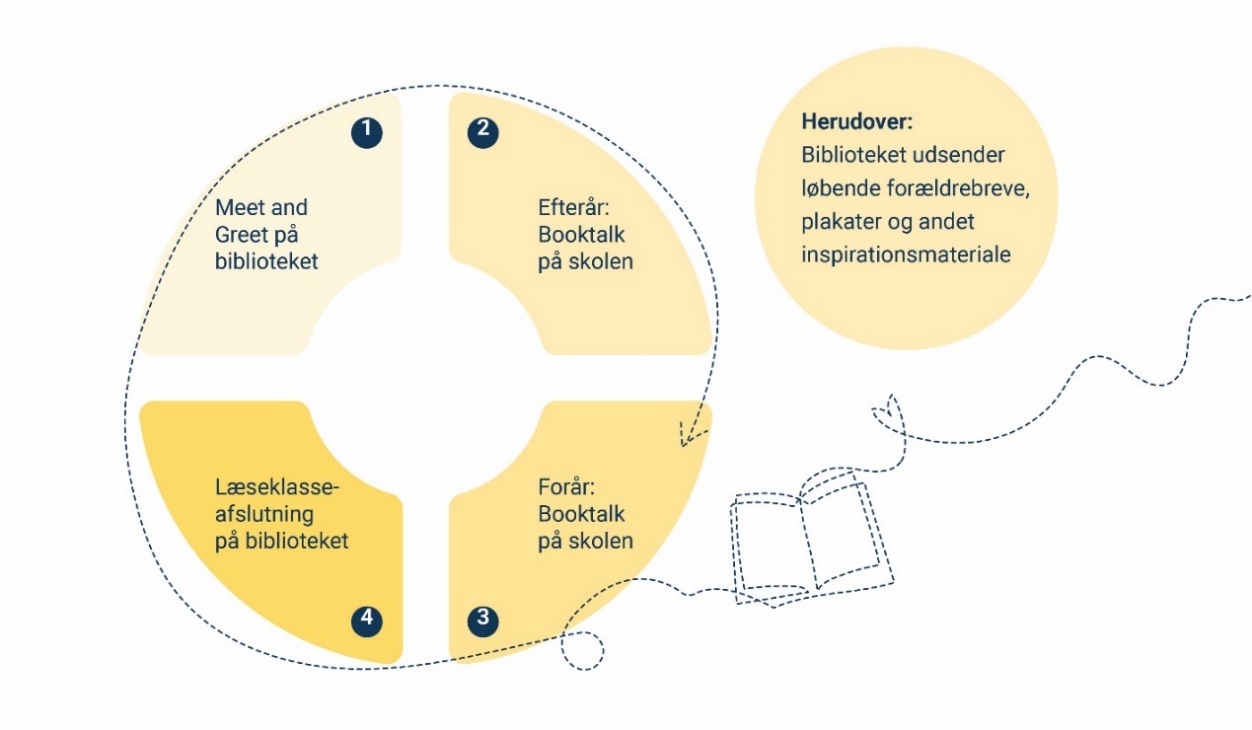 1
Meet and
Greet på
biblioteket
2
Efterår:
Booktalk
på skolen
3
Forår:
Booktalk
på skolen
4
Læseklasse-
afslutning
på biblioteket
Herudover:
Biblioteket udsender
løbende forældrebreve,
plakater og andet
inspirationsmateriale